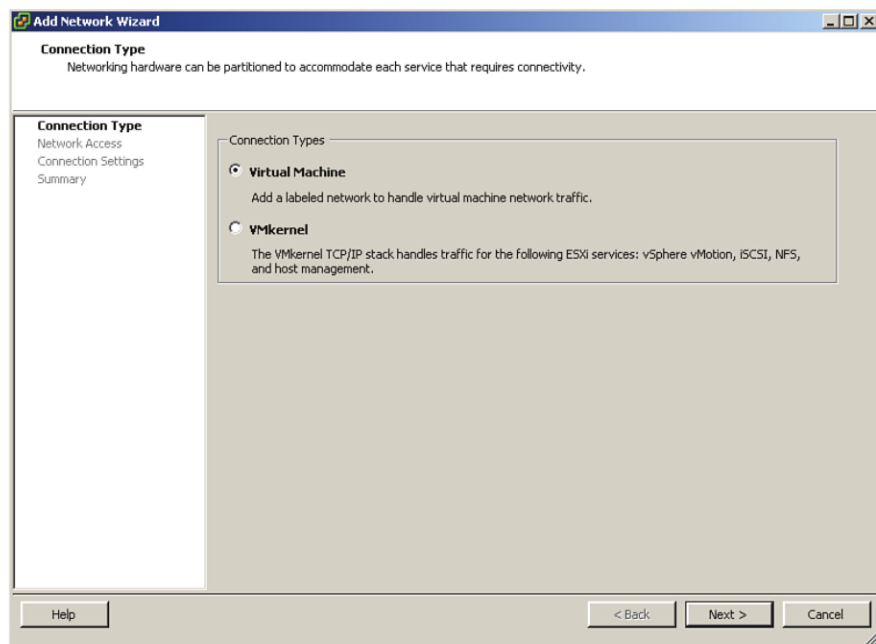 Add Network Wizard
Connection Type
Networking hardware can be partitioned to accommodate each service that requires connectivity.
Connection Type
Network Access
Connection Settings
Summary
Connection Types
Virtual Machine
Add a labeled network to handle virtual machine network traffic.
VMkernel
The VMkernel TCP/IP stack handles traffic for the following ESXi services: vSphere vMotion, iSCSI, NFS,
and host management.
Help
< Back
Next >
Cancel